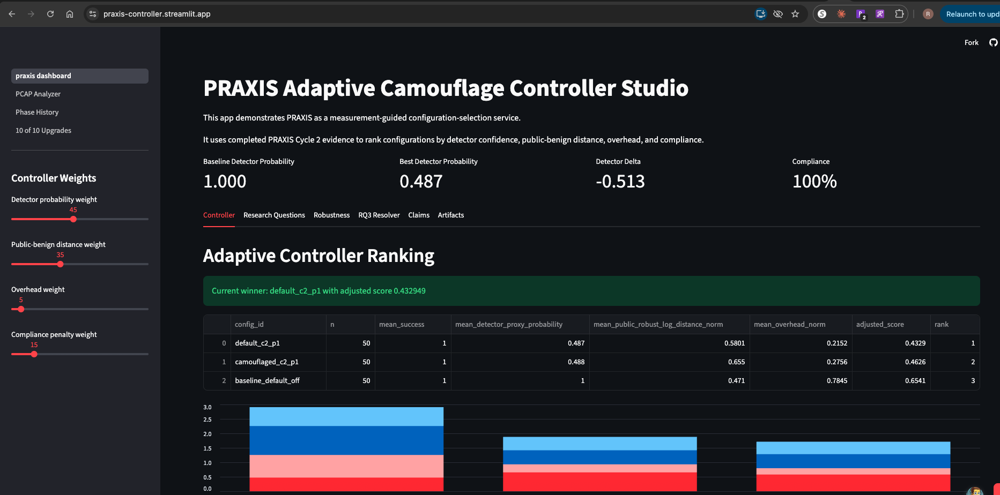 praxis-controller.streamlit.app
2
R
Relaunch to upd
Fork
praxis dashboard
PCAP Analyzer
Phase History
10 of 10 Upgrades
Controller Weights
Detector probability weight
45
Public-benign distance weight
35
Overhead weight
5
Compliance penalty weight
15
PRAXIS Adaptive Camouflage Controller Studio
This app demonstrates PRAXIS as a measurement-guided configuration-selection service.
It uses completed PRAXIS Cycle 2 evidence to rank configurations by detector confidence, public-benign distance, overhead, and compliance.
Baseline Detector Probability Best Detector Probability Detector Delta Compliance
1.000 0.487 -0.513 100%
Controller Research Questions Robustness RQ3 Resolver Claims Artifacts
Adaptive Controller Ranking
Current winner: default_c2_p1 with adjusted score 0.432949
config_id n mean_success mean_detector_proxy_probability mean_public_robust_log_distance_norm mean_overhead_norm adjusted_score rank
0 default_c2_p1 50 1 0.487 0.5801 0.2152 0.4329 1
1 camouflaged_c2_p1 50 1 0.488 0.655 0.2756 0.4626 2
2 baseline_default_off 50 1 1 0.471 0.7845 0.6541 3
3.0
2.5
2.0
1.5
1.0
0.5
0.0